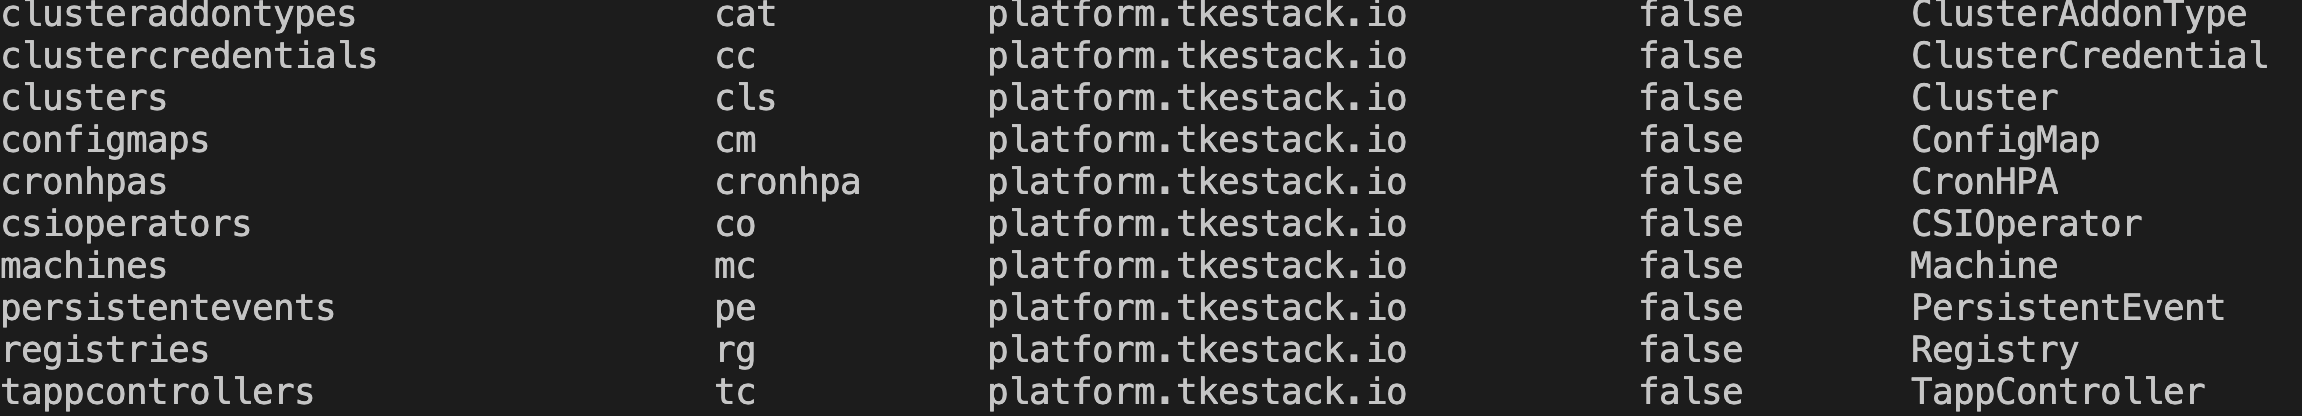 clusteraddontypes cat platform.tkestack.io false ClusterAddonType
clustercredentials cc platform.tkestack.io false ClusterCredential
clusters cls platform.tkestack.io false Cluster
configmaps cm platform.tkestack.io false ConfigMap
cronhpas cronhpa platform.tkestack.io false CronHPA
csioperators co platform.tkestack.io false CSIOperator
machines mc platform.tkestack.io false Machine
persistentevents pe platform.tkestack.io false PersistentEvent
registries rg platform.tkestack.io false Registry
tappcontrollers tc platform.tkestack.io false TappController